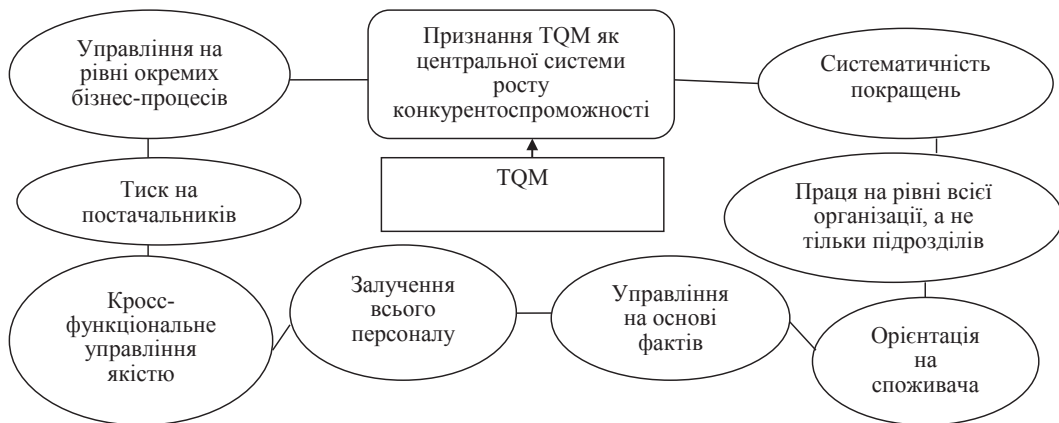 Управління на
рівні окремих
бізнес-процесів
Признання TQM як
центральної системи
росту
конкурентоспроможності
Систематичність
покращень
TQM
Тиск на
постачальників
Праця на рівні всієї
організації, а не
тільки підрозділів
Кросс-
функціональне
управління
якістю
Залучення
всього
персоналу
Управління
на основі
фактів
Орієнтація
на
споживача